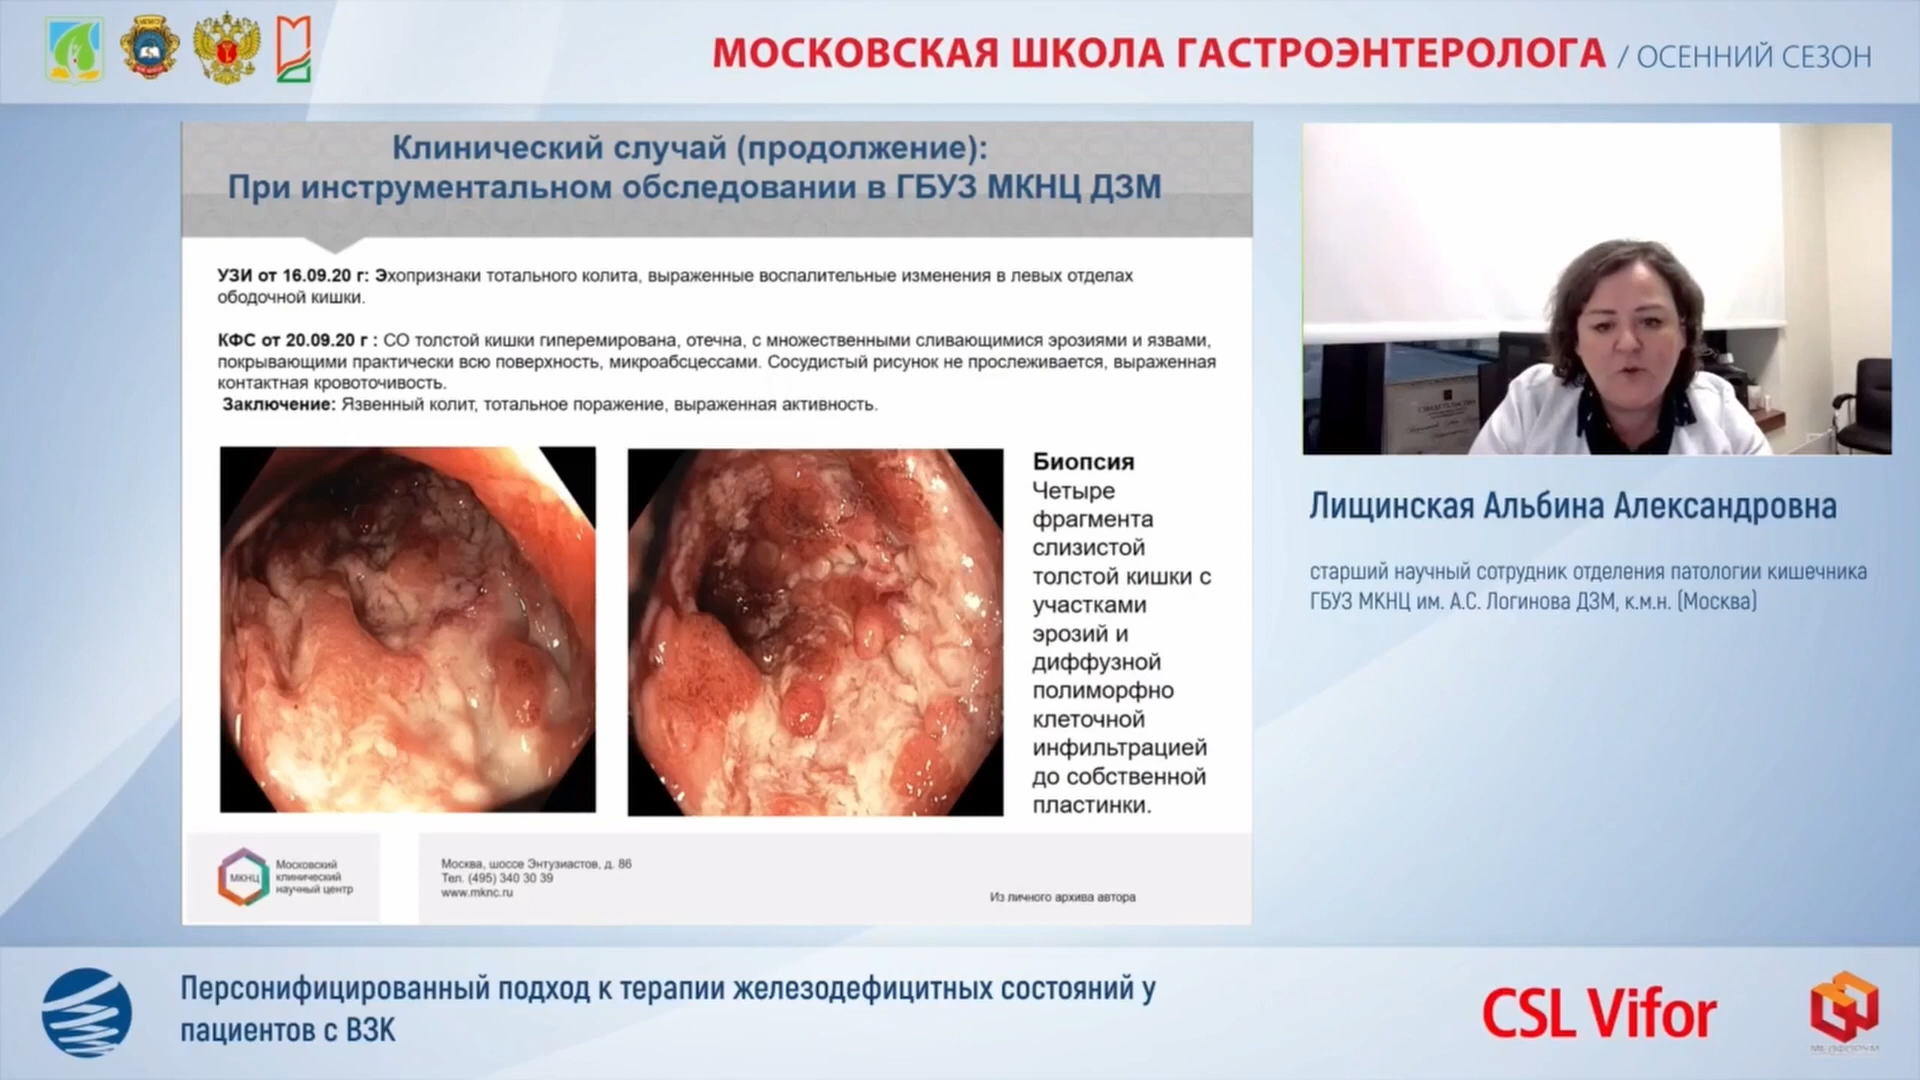 МОСКОВСКАЯ ШКОЛА ГАСТРОЭНТЕРОЛОГА / ОСЕННИЙ СЕЗОН
Клинический случай (продолжение):
При инструментальном обследовании в ГБУЗ МКНЦ ДЗМ
УЗИ от 16.09.20 г: Эхопризнаки тотального колита, выраженные воспалительные изменения в левых отделах
ободочной кишки.
КФС от 20.09.20 г : СО толстой кишки гиперемирована, отечна, с множественными сливающимися эрозиями и язвами,
покрывающими практически всю поверхность, микроабсцессами. Сосудистый рисунок не прослеживается, выраженная
контактная кровоточивость.
Заключение: Язвенный колит, тотальное поражение, выраженная активность.
Биопсия
Четыре
фрагмента
слизистой
толстой кишки с
участками
эрозий и
диффузной
полиморфно
клеточной
инфильтрацией
до собственной
пластинки.
МКНЦ
Московский
клинический
научный центр
Москва, шоссе Энтузиастов, д. 86
Тел. (495) 340 30 39
www.mknc.ru
Из личного архива автора
СВИДЕТЕЛЬСТВО
Лищинская Альбина Александровна
старший научный сотрудник отделения патологии кишечника
ГБУЗ МКНЦ им. А.С. Логинова ДЗМ, к.м.н. (Москва)
Персонифицированный подход к терапии железодефицитных состояний у
пациентов с ВЗК
CSL Vifor
МЕДФОРУМ